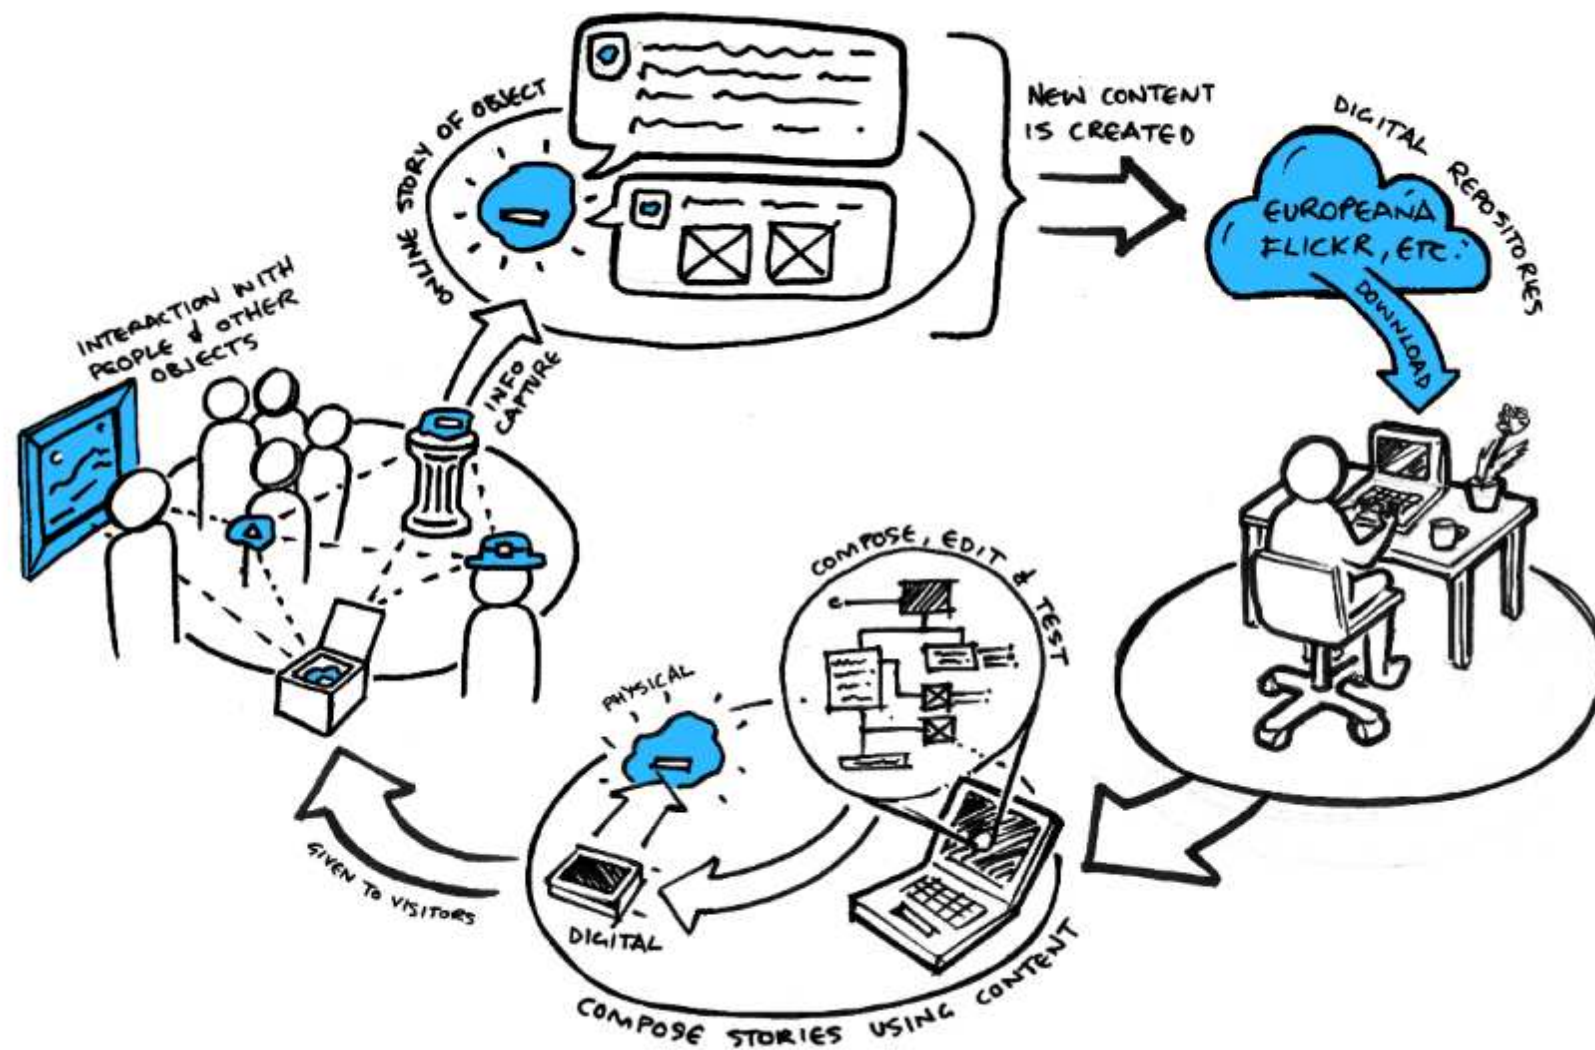 ONLINE STORY OF OBJECT
NEW CONTENT
IS CREATED
DIGITAL REPOSITORIES
EUROPEANA
FLICKR, ETC.
DOWNLOAD
INTERACTION WITH
PEOPLE & OTHER
OBJECTS
INFO
CAPTURE
COMPOSE, EDIT & TEST
PHYSICAL
DIGITAL
GIVEN TO VISITORS
COMPOSE STORIES USING CONTENT